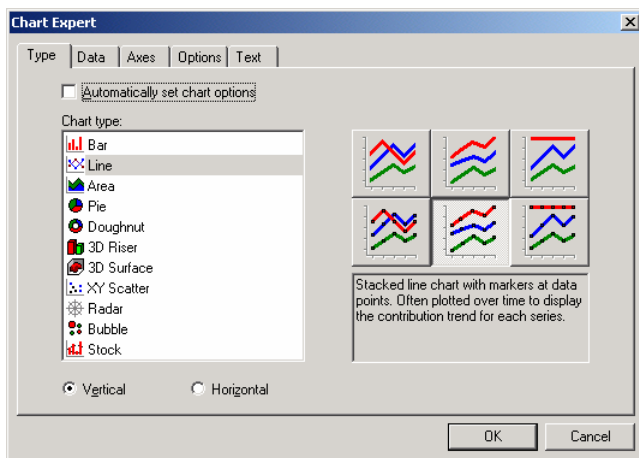 Chart Expert
Type Data Axes Options Text
Automatically set chart options
Chart type:
Bar
Line
Area
Pie
Doughnut
3D Riser
3D Surface
XY Scatter
Radar
Bubble
Stock
Stacked line chart with markers at data
points. Often plotted over time to display
the contribution trend for each series.
Vertical Horizontal
OK Cancel